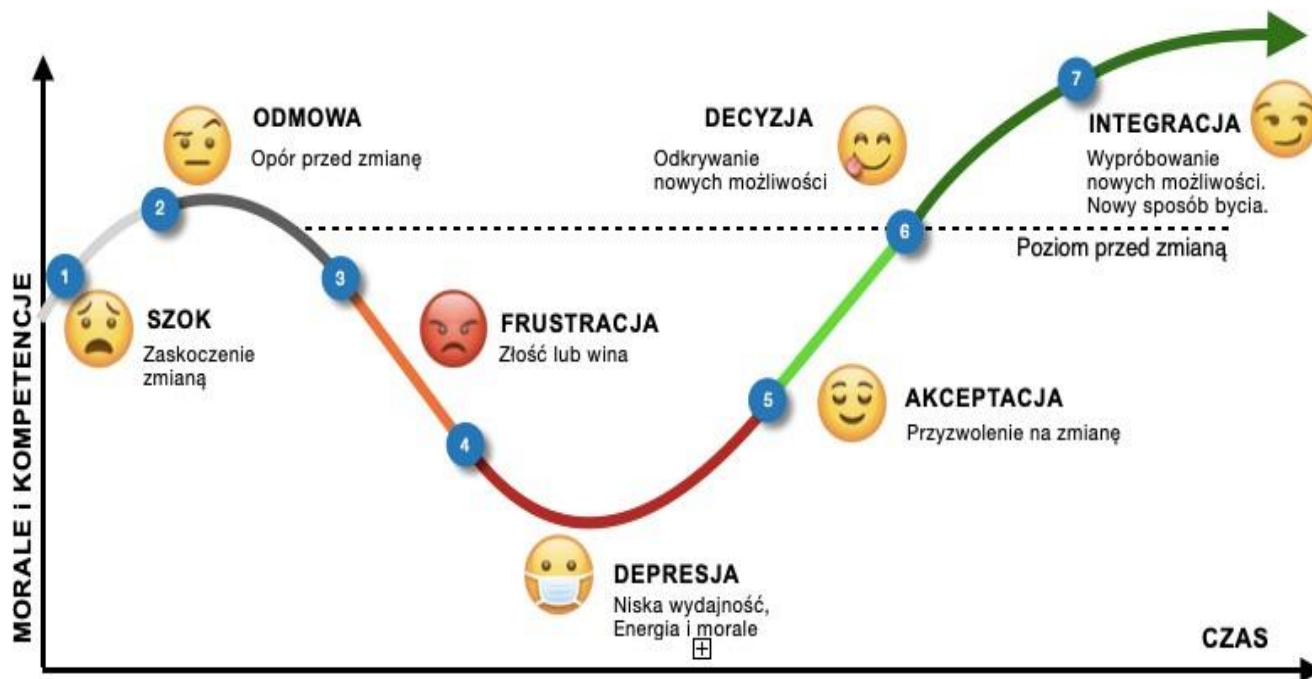 MORALE i KOMPETENCJE
1
SZOK
Zaskoczenie
zmianą
2
ODMOWA
Opór przed zmianę
3
FRUSTRACJA
Złość lub wina
4
DEPRESJA
Niska wydajność,
Energia i morale
5
AKCEPTACJA
Przyzwolenie na zmianę
6
DECYZJA
Odkrywanie
nowych możliwości
7
INTEGRACJA
Wypróbowanie
nowych możliwości.
Nowy sposób bycia.
Poziom przed zmianą
CZAS